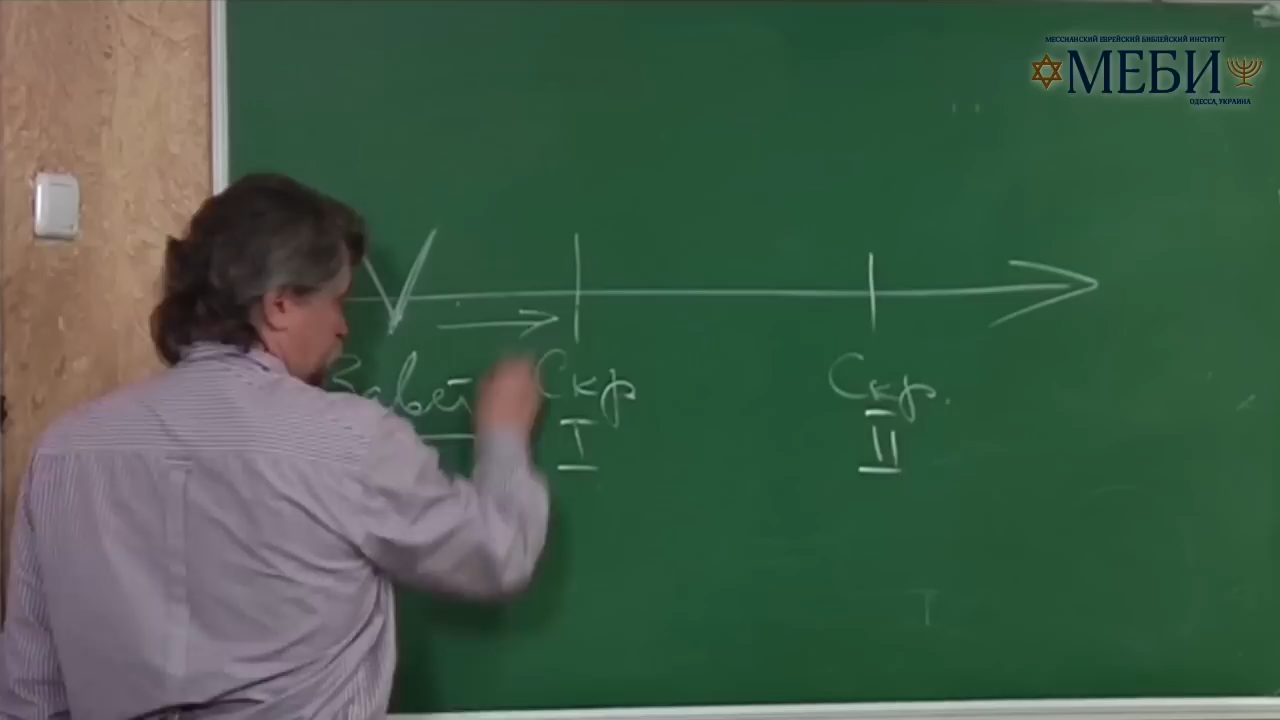 МЕССИАНСКИЙ ЕВРЕЙСКИЙ БИБЛЕЙСКИЙ ИНСТИТУТ
МЕБИ
ОДЕССА, УКРАИНА
Завет Скр Скр.
I II